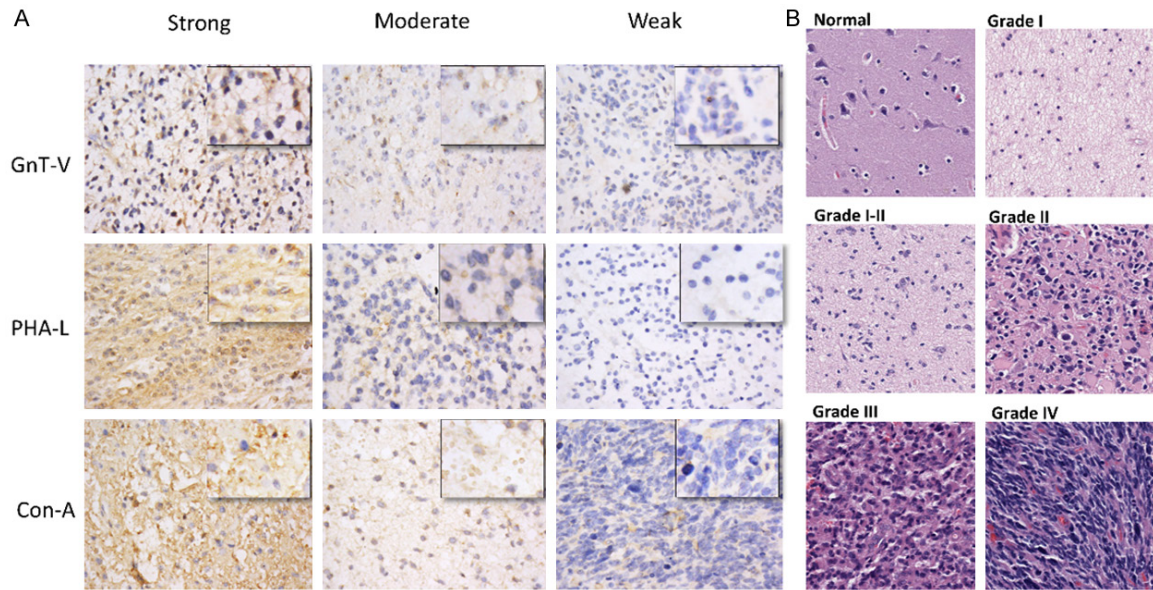 A
Strong
Moderate
Weak
GnT-V
PHA-L
Con-A
B
Normal
Grade I
Grade I-II
Grade II
Grade III
Grade IV